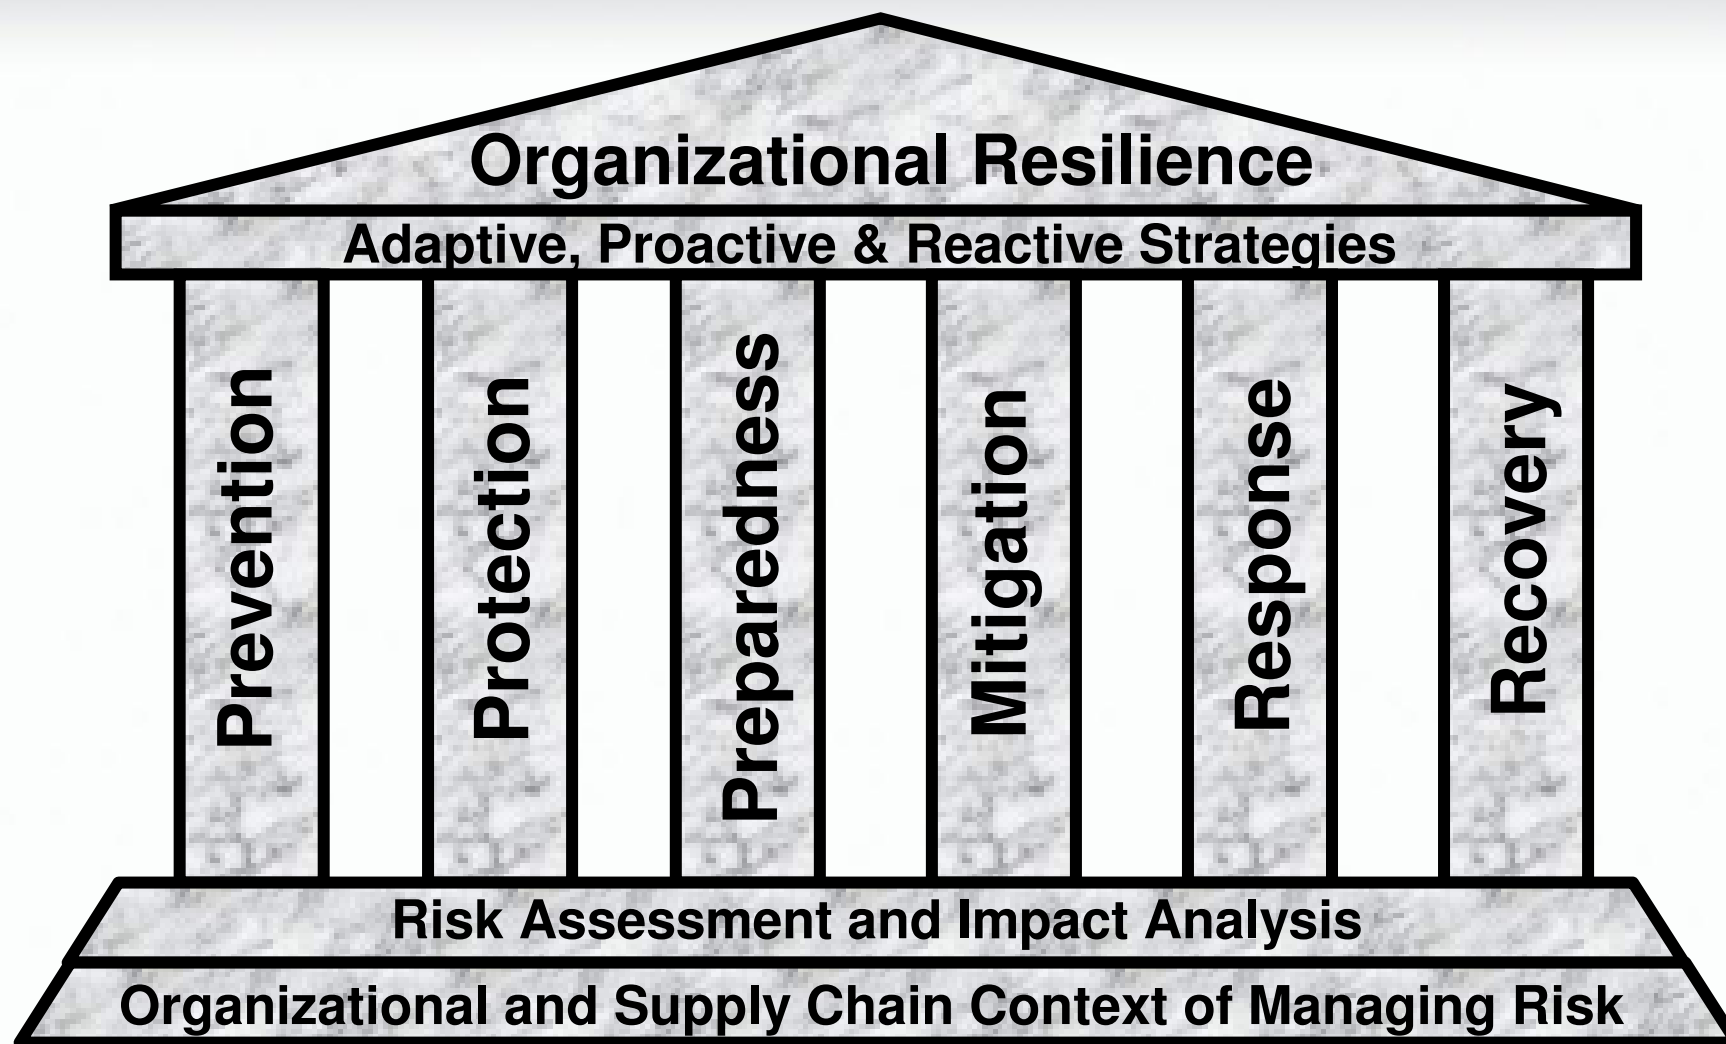 Organizational Resilience
Adaptive, Proactive & Reactive Strategies
Prevention
Protection
Preparedness
Mitigation
Response
Recovery
Risk Assessment and Impact Analysis
Organizational and Supply Chain Context of Managing Risk